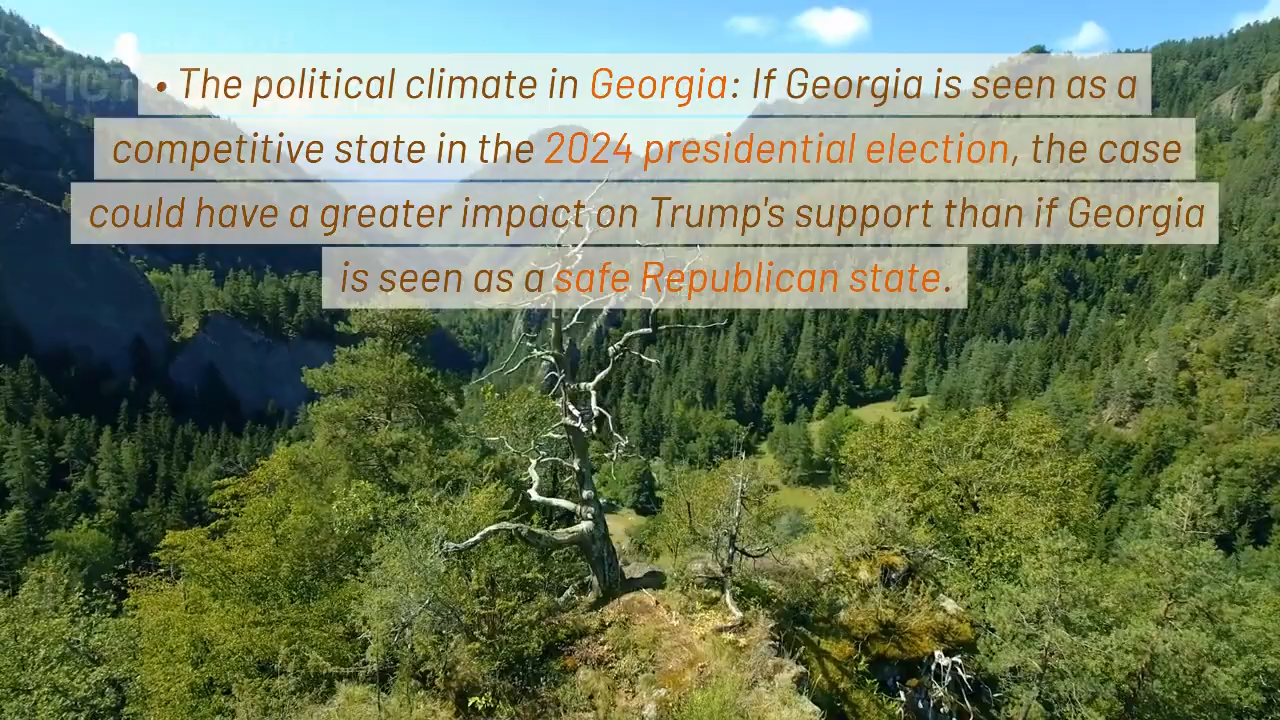 • The political climate in Georgia: If Georgia is seen as a
competitive state in the 2024 presidential election, the case
could have a greater impact on Trump's support than if Georgia
is seen as a safe Republican state.